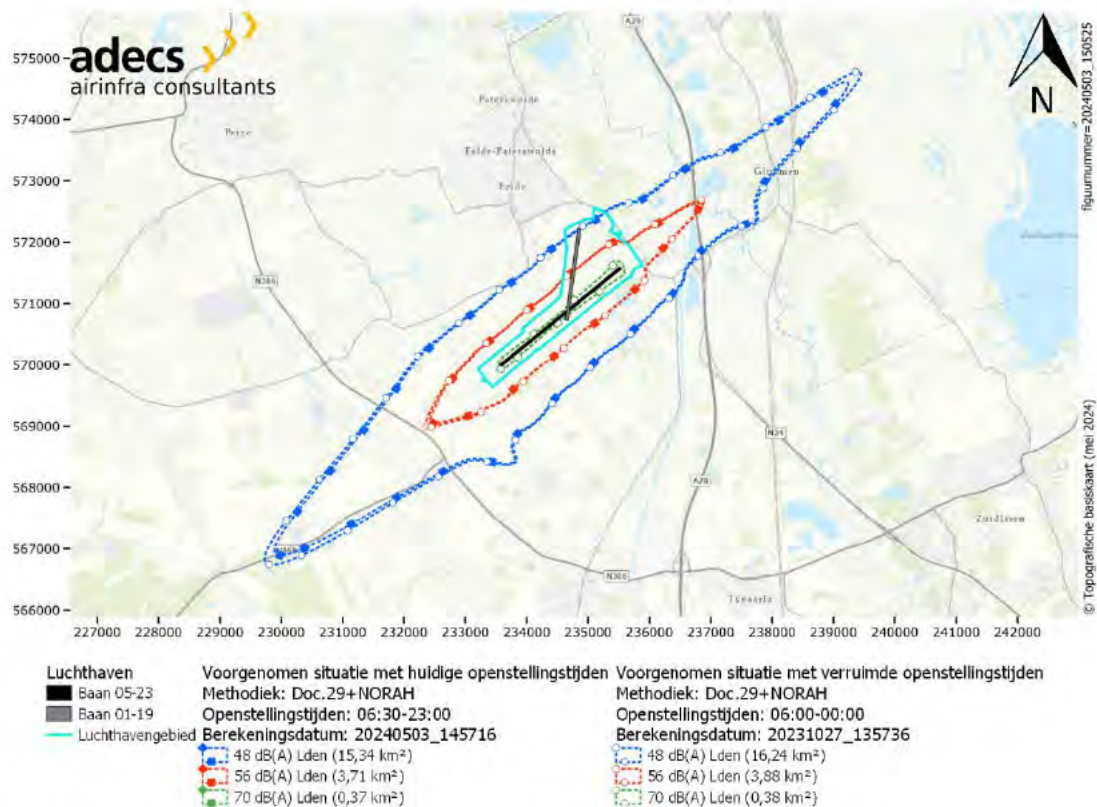 adecs
airinfra consultants
N
figuurnummer=20240503_150525
© Topografische basiskaart (mei 2024)
575000
574000
573000
572000
571000
570000
569000
568000
567000
566000
227000 228000 229000 230000 231000 232000 233000 234000 235000 236000 237000 238000 239000 240000 241000 242000
A28
Paterswolde
Peize
Eelde-Paterswolde
Eelde
Glimmen
N386
N34
A28
Zuidlaren
N386
Tynaarlo
Luchthaven
Baan 05-23
Baan 01-19
Luchthavengebied
Voorgenomen situatie met huidige openstellingstijden
Methodiek: Doc.29+NORAH
Openstellingstijden: 06:30-23:00
Berekeningsdatum: 20240503_145716
48 dB(A) Lden (15,34 km²)
56 dB(A) Lden (3,71 km²)
70 dB(A) Lden (0,37 km²)
Voorgenomen situatie met verruimde openstellingstijden
Methodiek: Doc.29+NORAH
Openstellingstijden: 06:00-00:00
Berekeningsdatum: 20231027_135736
48 dB(A) Lden (16,24 km²)
56 dB(A) Lden (3,88 km²)
70 dB(A) Lden (0,38 km²)